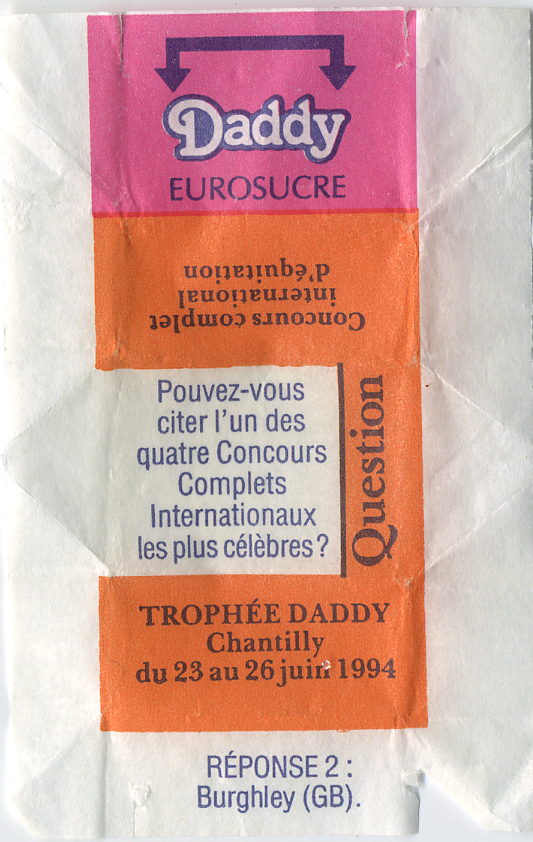 Daddy
EUROSUCRE
Concours complet
international
d'équitation
Pouvez-vous
citer l'un des
quatre Concours
Complets
Internationaux
les plus célèbres?
Question
TROPHÉE DADDY
Chantilly
du 23 au 26 juin 1994
RÉPONSE 2 :
Burghley (GB).